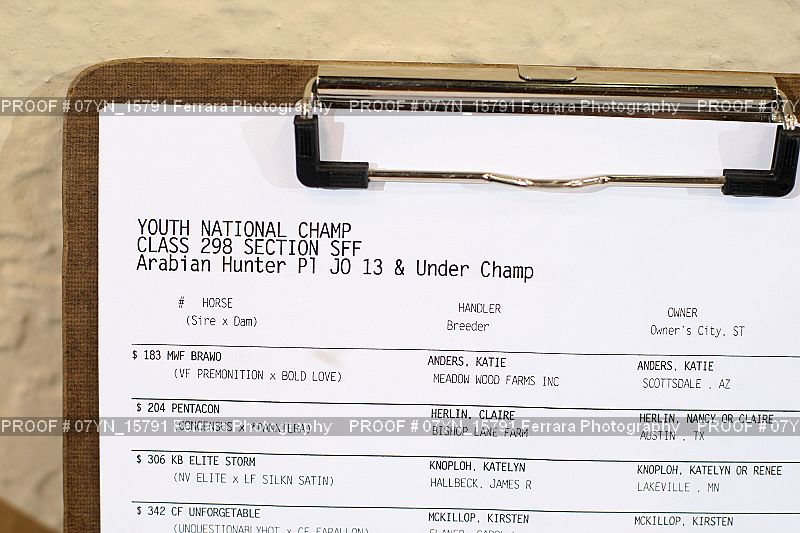 PROOF # 07YN_15791 Ferrara Photography PROOF # 07YN_15791 Ferrara Photography PROOF # 07Y
YOUTH NATIONAL CHAMP
CLASS 298 SECTION SFF
Arabian Hunter Pl JO 13 & Under Champ
# HORSE HANDLER OWNER
(Sire x Dam) Breeder Owner's City, ST
$ 183 MWF BRAWO ANDERS, KATIE ANDERS, KATIE
(VF PREMONITION x BOLD LOVE) MEADOW WOOD FARMS INC SCOTTSDALE , AZ
$ 204 PENTACON HERLIN, CLAIRE HERLIN, NANCY OR CLAIRE
BISHOP LANE FARM AUSTIN , TX
PROOF # 07YN_15791 Ferrara Photography PROOF # 07YN_15791 Ferrara Photography PROOF # 07Y
$ 306 KB ELITE STORM KNOPLOH, KATELYN KNOPLOH, KATELYN OR RENEE
(NV ELITE x LF SILKN SATIN) HALLBECK, JAMES R LAKEVILLE , MN
$ 342 CF UNFORGETABLE MCKILLOP, KIRSTEN MCKILLOP, KIRSTEN
(UNQUESTIONABLYHOT x CF FARALLON)